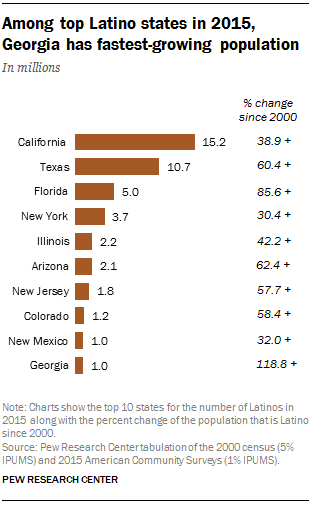 Among top Latino states in 2015,
Georgia has fastest-growing population
In millions
% change
since 2000
California 15.2 38.9 +
Texas 10.7 60.4 +
Florida 5.0 85.6 +
New York 3.7 30.4 +
Illinois 2.2 42.2 +
Arizona 2.1 62.4 +
New Jersey 1.8 57.7 +
Colorado 1.2 58.4 +
New Mexico 1.0 32.0 +
Georgia 1.0 118.8 +
Note: Charts show the top 10 states for the number of Latinos in
2015 along with the percent change of the population that is Latino
since 2000.
Source: Pew Research Center tabulation of the 2000 census (5%
IPUMS) and 2015 American Community Surveys (1% IPUMS).
PEW RESEARCH CENTER